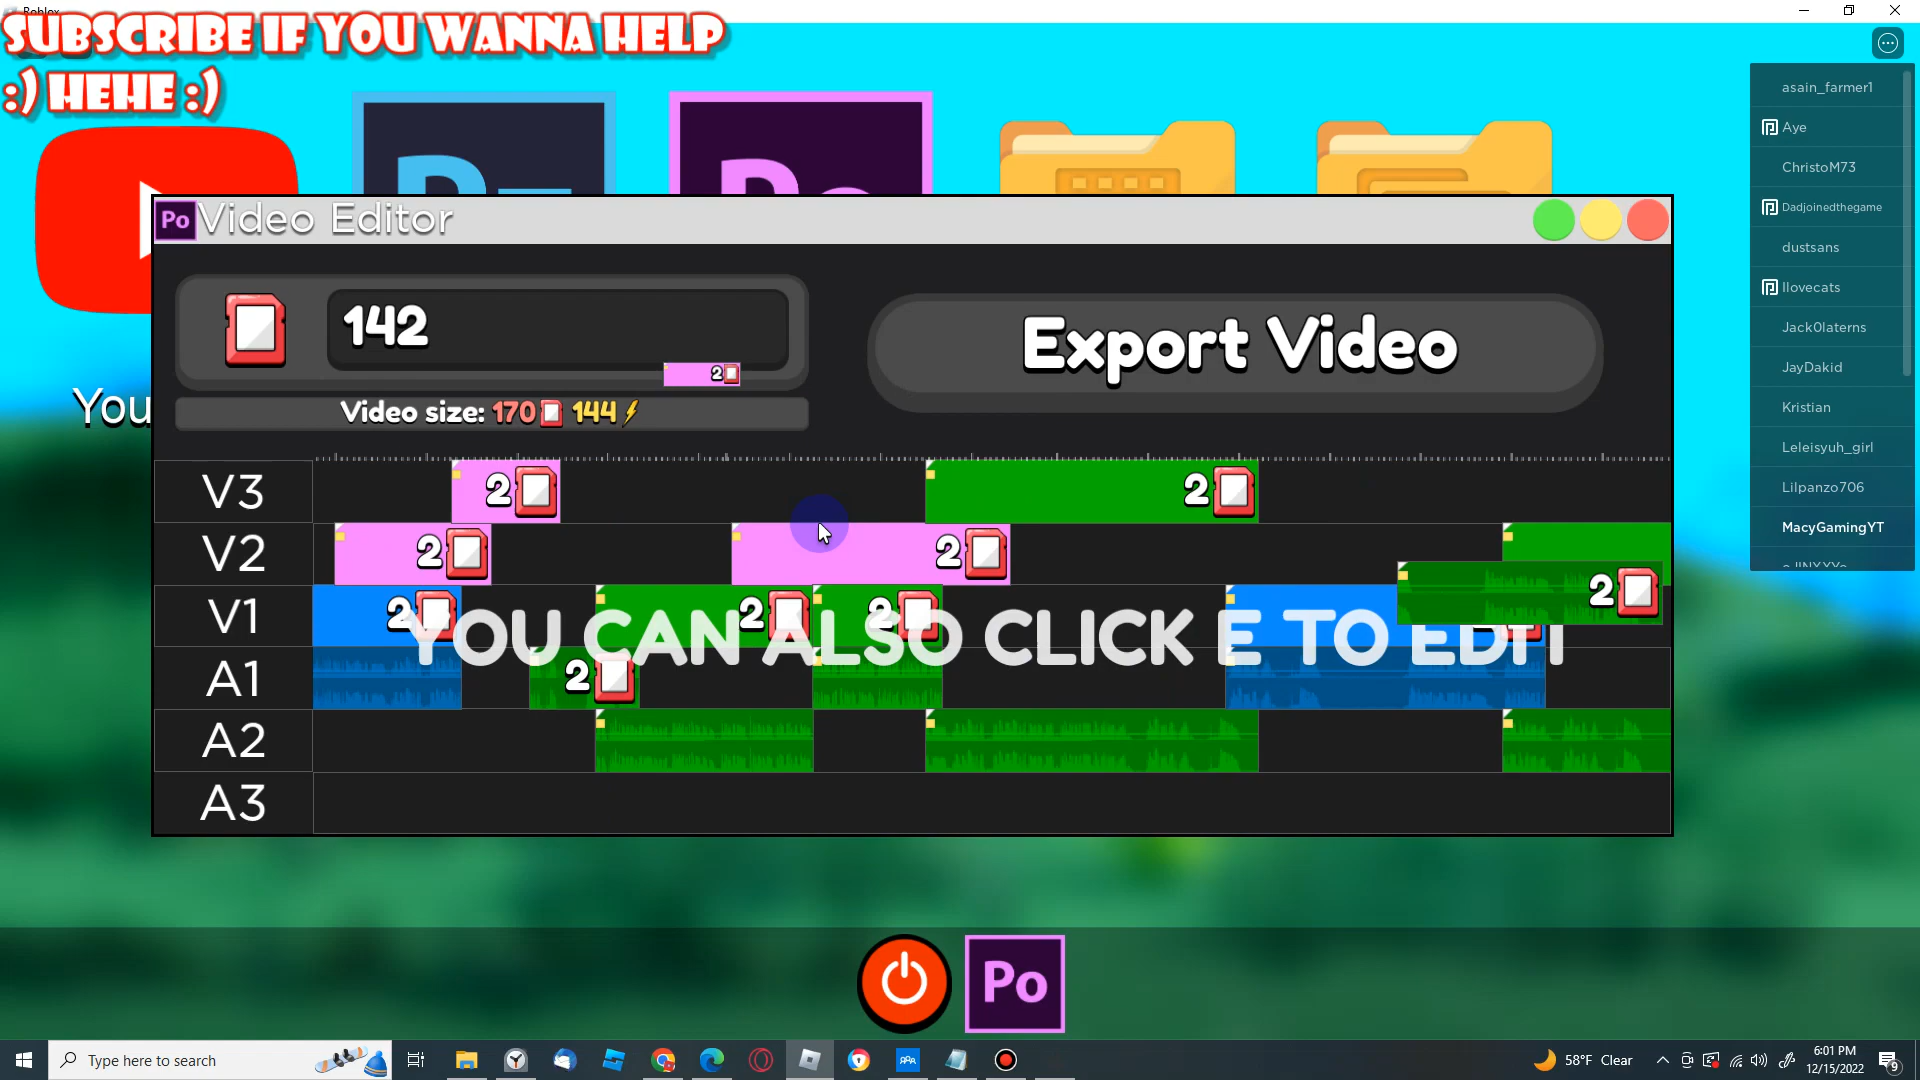 Roblox
SUBSCRIBE IF YOU WANNA HELP
:) HEHE :)
asain_farmer1
Aye
ChristoM73
Dadjoinedthegame
dustsans
Ilovecats
Jack0laterns
JayDakid
Kristian
Leleisyuh_girl
Lilpanzo706
MacyGamingYT
Po Video Editor
142
Export Video
2
Video size: 170 144
You
V3 2 2
V2 2 2
2
V1 2 2 2
YOU CAN ALSO CLICK E TO EDIT
A1 2
A2
A3
Po
Type here to search
58°F Clear
6:01 PM
12/15/2022
9